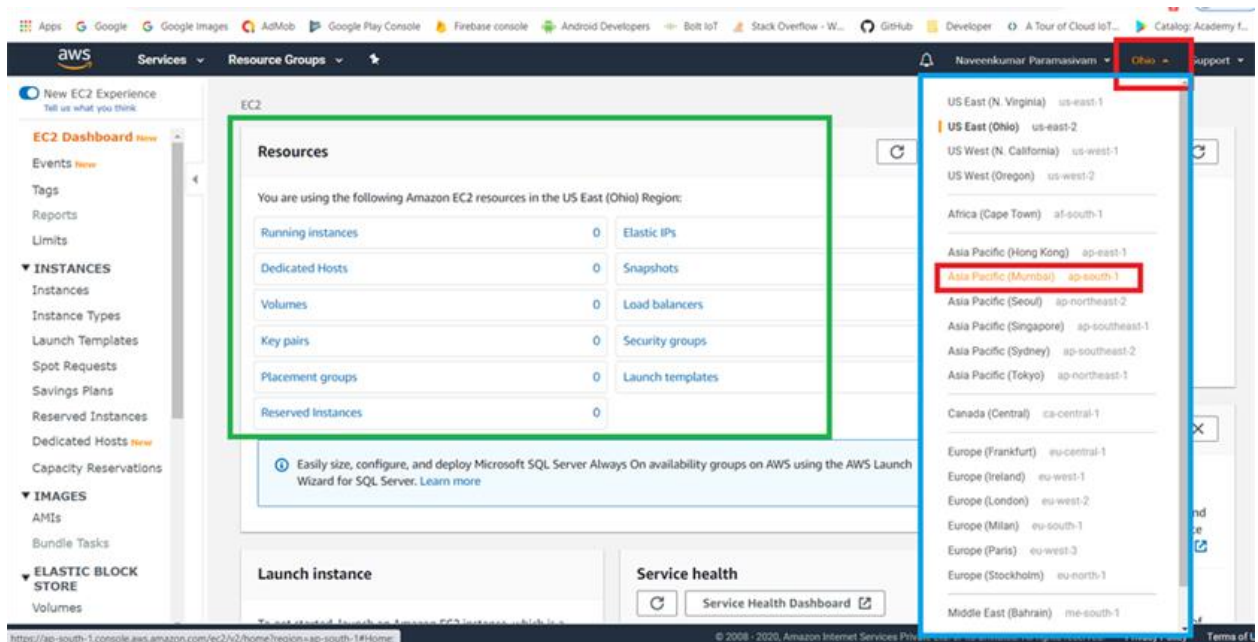 Apps Google Google Images AdMob Google Play Console Firebase console Android Developers Bolt IoT Stack Overflow - W... GitHub Developer A Tour of Cloud IoT... Catalog: Academy f...
aws Services Resource Groups Naveenkumar Paramasivam Ohio Support
New EC2 Experience
Tell us what you think
EC2 Dashboard New
Events New
Tags
Reports
Limits
INSTANCES
Instances
Instance Types
Launch Templates
Spot Requests
Savings Plans
Reserved Instances
Dedicated Hosts New
Capacity Reservations
IMAGES
AMIs
Bundle Tasks
ELASTIC BLOCK
STORE
Volumes
EC2
Resources
You are using the following Amazon EC2 resources in the US East (Ohio) Region:
Running instances 0 Elastic IPs
Dedicated Hosts 0 Snapshots
Volumes 0 Load balancers
Key pairs 0 Security groups
Placement groups 0 Launch templates
Reserved Instances 0
Easily size, configure, and deploy Microsoft SQL Server Always On availability groups on AWS using the AWS Launch
Wizard for SQL Server. Learn more
Launch instance
Service health
Service Health Dashboard
US East (N. Virginia) us-east-1
US East (Ohio) us-east-2
US West (N. California) us-west-1
US West (Oregon) us-west-2
Africa (Cape Town) af-south-1
Asia Pacific (Hong Kong) ap-east-1
Asia Pacific (Mumbai) ap-south-1
Asia Pacific (Seoul) ap-northeast-2
Asia Pacific (Singapore) ap-southeast-1
Asia Pacific (Sydney) ap-southeast-2
Asia Pacific (Tokyo) ap-northeast-1
Canada (Central) ca-central-1
Europe (Frankfurt) eu-central-1
Europe (Ireland) eu-west-1
Europe (London) eu-west-2
Europe (Milan) eu-south-1
Europe (Paris) eu-west-3
Europe (Stockholm) eu-north-1
Middle East (Bahrain) me-south-1
https://ap-south-1.console.aws.amazon.com/ec2/v2/home?region=ap-south-1#Home:
© 2008 - 2020, Amazon Internet Services